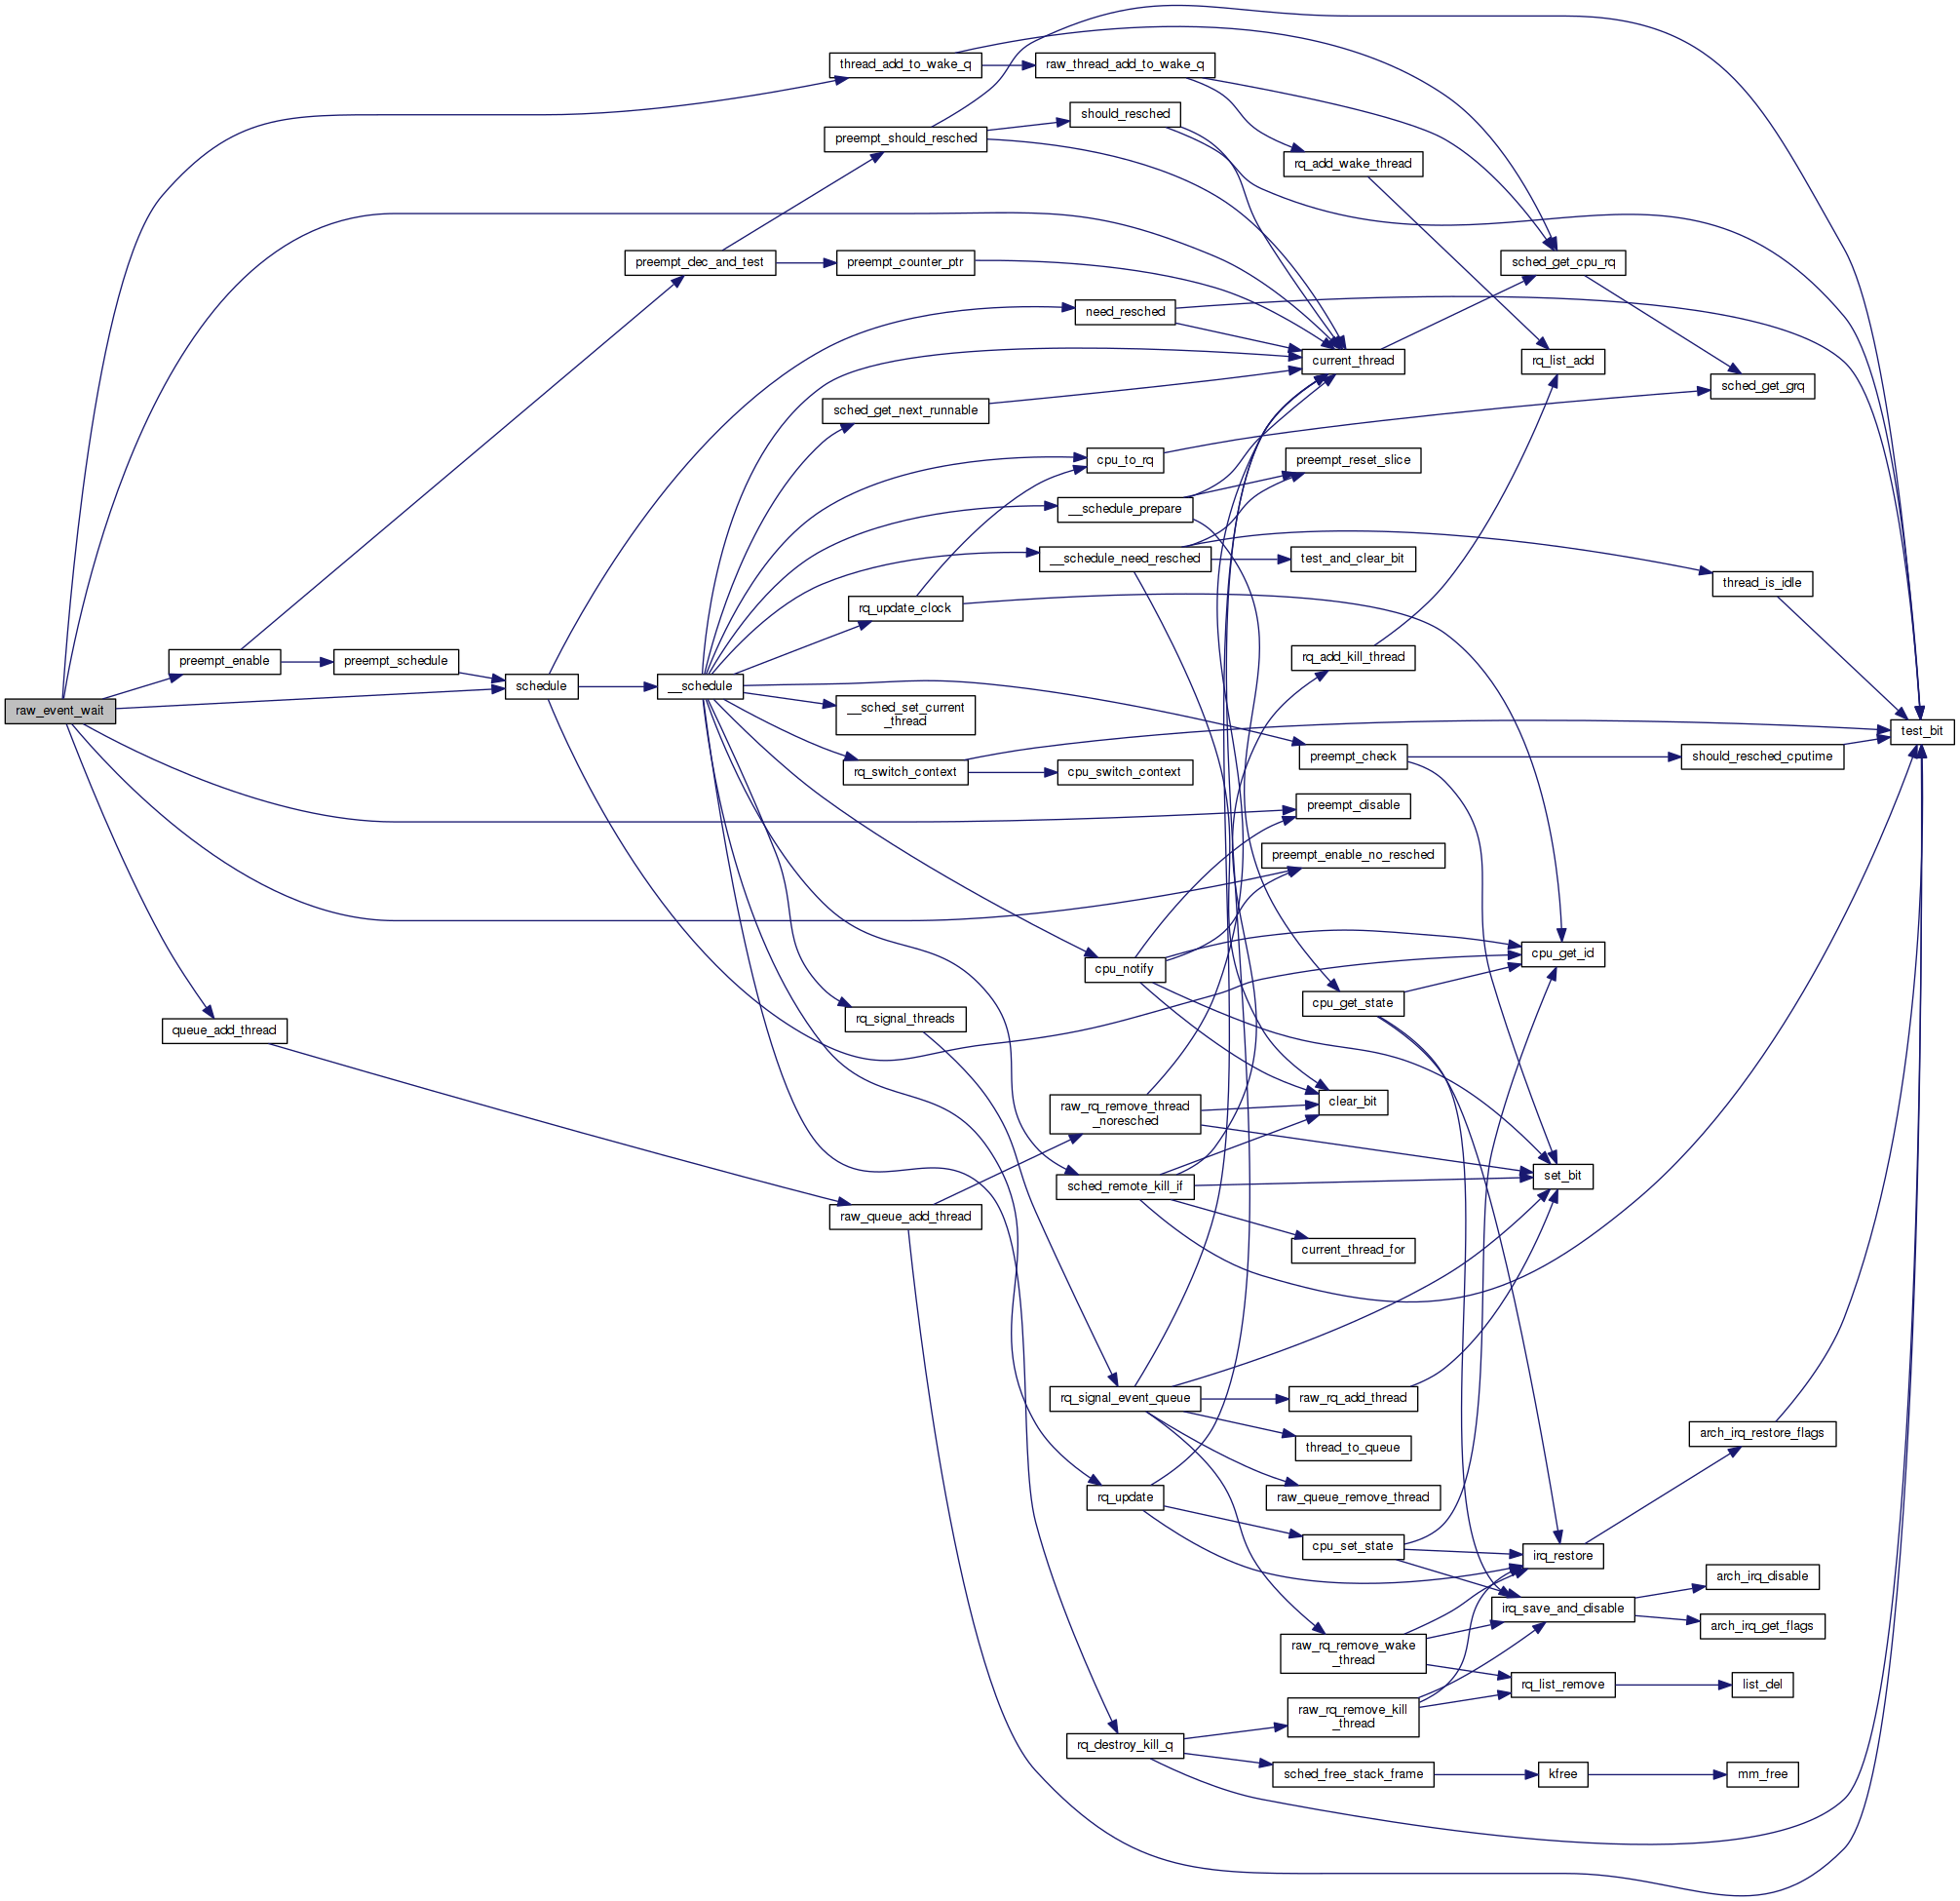 thread_add_to_wake_q
raw_thread_add_to_wake_q
should_resched
preempt_should_resched
rq_add_wake_thread
preempt_dec_and_test
preempt_counter_ptr
sched_get_cpu_rq
need_resched
current_thread
rq_list_add
sched_get_grq
sched_get_next_runnable
cpu_to_rq
preempt_reset_slice
__schedule_prepare
__schedule_need_resched
test_and_clear_bit
thread_is_idle
rq_update_clock
preempt_enable
preempt_schedule
rq_add_kill_thread
schedule
__schedule
raw_event_wait
__sched_set_current
_thread
test_bit
preempt_check
should_resched_cputime
rq_switch_context
cpu_switch_context
preempt_disable
preempt_enable_no_resched
cpu_get_id
cpu_notify
cpu_get_state
rq_signal_threads
queue_add_thread
clear_bit
raw_rq_remove_thread
_noresched
set_bit
sched_remote_kill_if
raw_queue_add_thread
current_thread_for
rq_signal_event_queue
raw_rq_add_thread
arch_irq_restore_flags
thread_to_queue
rq_update
raw_queue_remove_thread
cpu_set_state
irq_restore
arch_irq_disable
irq_save_and_disable
arch_irq_get_flags
raw_rq_remove_wake
_thread
rq_list_remove
list_del
raw_rq_remove_kill
_thread
rq_destroy_kill_q
sched_free_stack_frame
kfree
mm_free